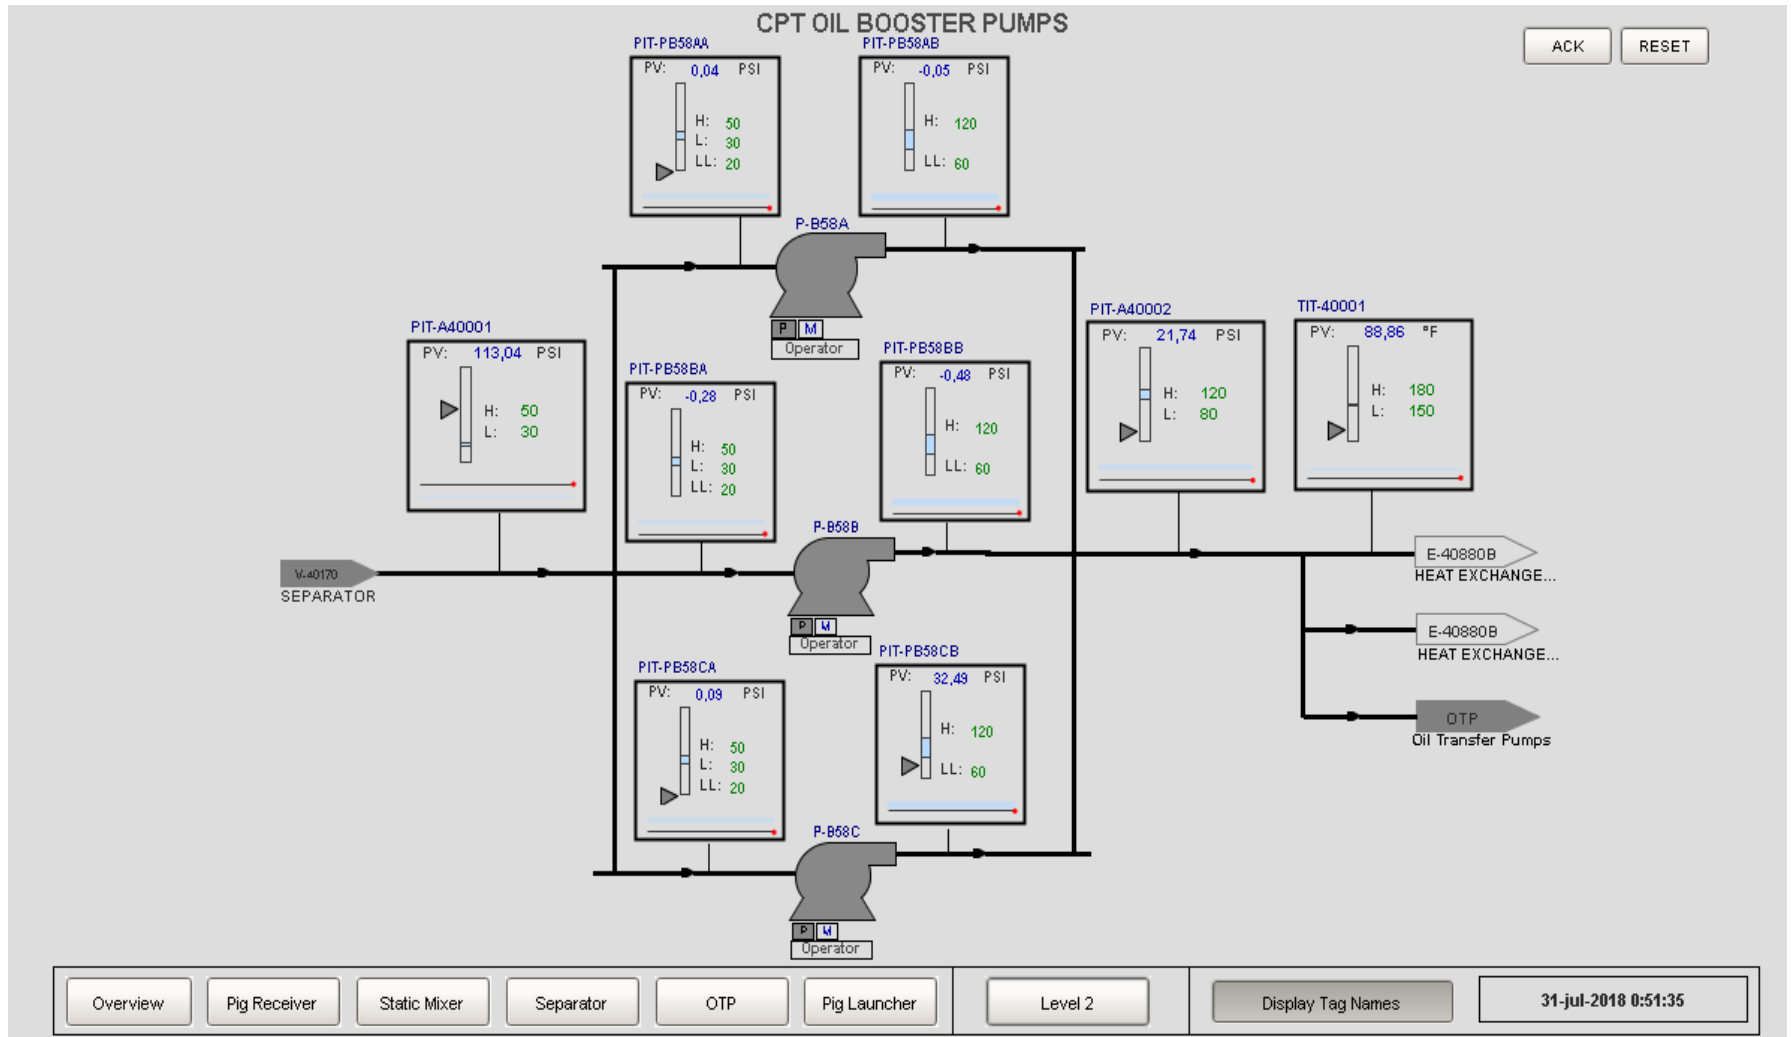 CPT OIL BOOSTER PUMPS
ACK
RESET
PIT-PB58AA
PV: 0,04 PSI
H: 50
L: 30
LL: 20
PIT-PB58AB
PV: -0,05 PSI
H: 120
LL: 60
P-B58A
P M
Operator
PIT-A40001
PV: 113,04 PSI
H: 50
L: 30
PIT-PB58BA
PV: -0,28 PSI
H: 50
L: 30
LL: 20
PIT-PB58BB
PV: -0,48 PSI
H: 120
LL: 60
PIT-A40002
PV: 21,74 PSI
H: 120
L: 80
TIT-40001
PV: 88,86 °F
H: 180
L: 150
P-B58B
P M
Operator
V-40170
SEPARATOR
E-40880B
HEAT EXCHANGE...
E-40880B
HEAT EXCHANGE...
OTP
Oil Transfer Pumps
PIT-PB58CA
PV: 0,09 PSI
H: 50
L: 30
LL: 20
PIT-PB58CB
PV: 32,49 PSI
H: 120
LL: 60
P-B58C
P M
Operator
Overview
Pig Receiver
Static Mixer
Separator
OTP
Pig Launcher
Level 2
Display Tag Names
31-jul-2018 0:51:35